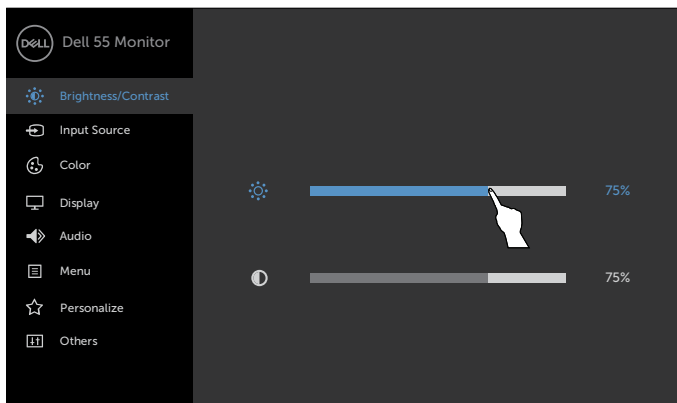 DELL
Dell 55 Monitor
Brightness/Contrast
Input Source
Color
Display
Audio
Menu
Personalize
Others
75%
75%